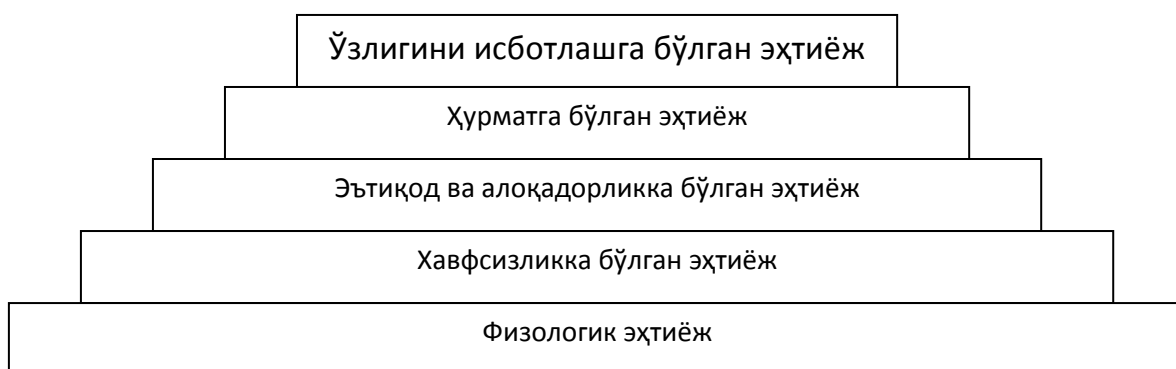 Ўзлигини исботлашга бўлган эҳтиёж
Ҳурматга бўлган эҳтиёж
Эътиқод ва алоқадорликка бўлган эҳтиёж
Хавфсизликка бўлган эҳтиёж
Физологик эҳтиёж